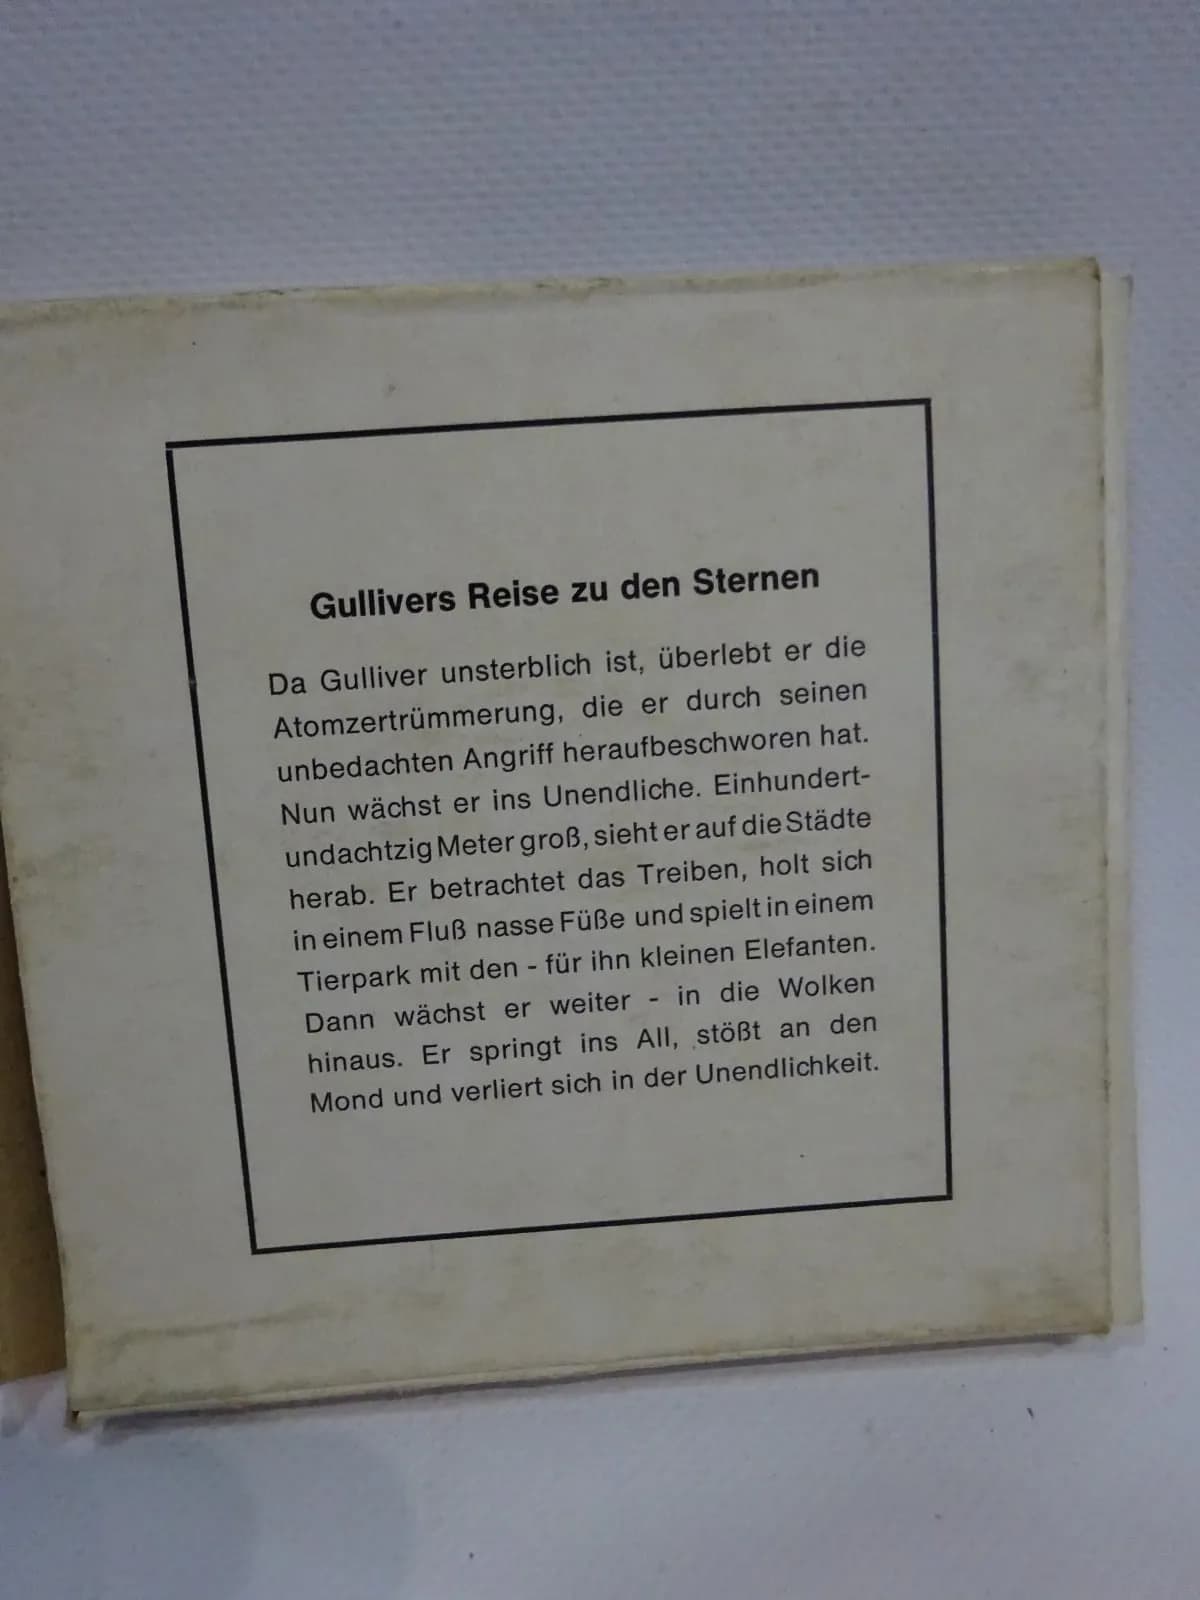 Gullivers Reise zu den Sternen
Da Gulliver unsterblich ist, überlebt er die
Atomzertrümmerung, die er durch seinen
unbedachten Angriff heraufbeschworen hat.
Nun wächst er ins Unendliche. Einhundert-
undachtzig Meter groß, sieht er auf die Städte
herab. Er betrachtet das Treiben, holt sich
in einem Fluß nasse Füße und spielt in einem
Tierpark mit den - für ihn kleinen Elefanten.
Dann wächst er weiter - in die Wolken
hinaus. Er springt ins All, stößt an den
Mond und verliert sich in der Unendlichkeit.